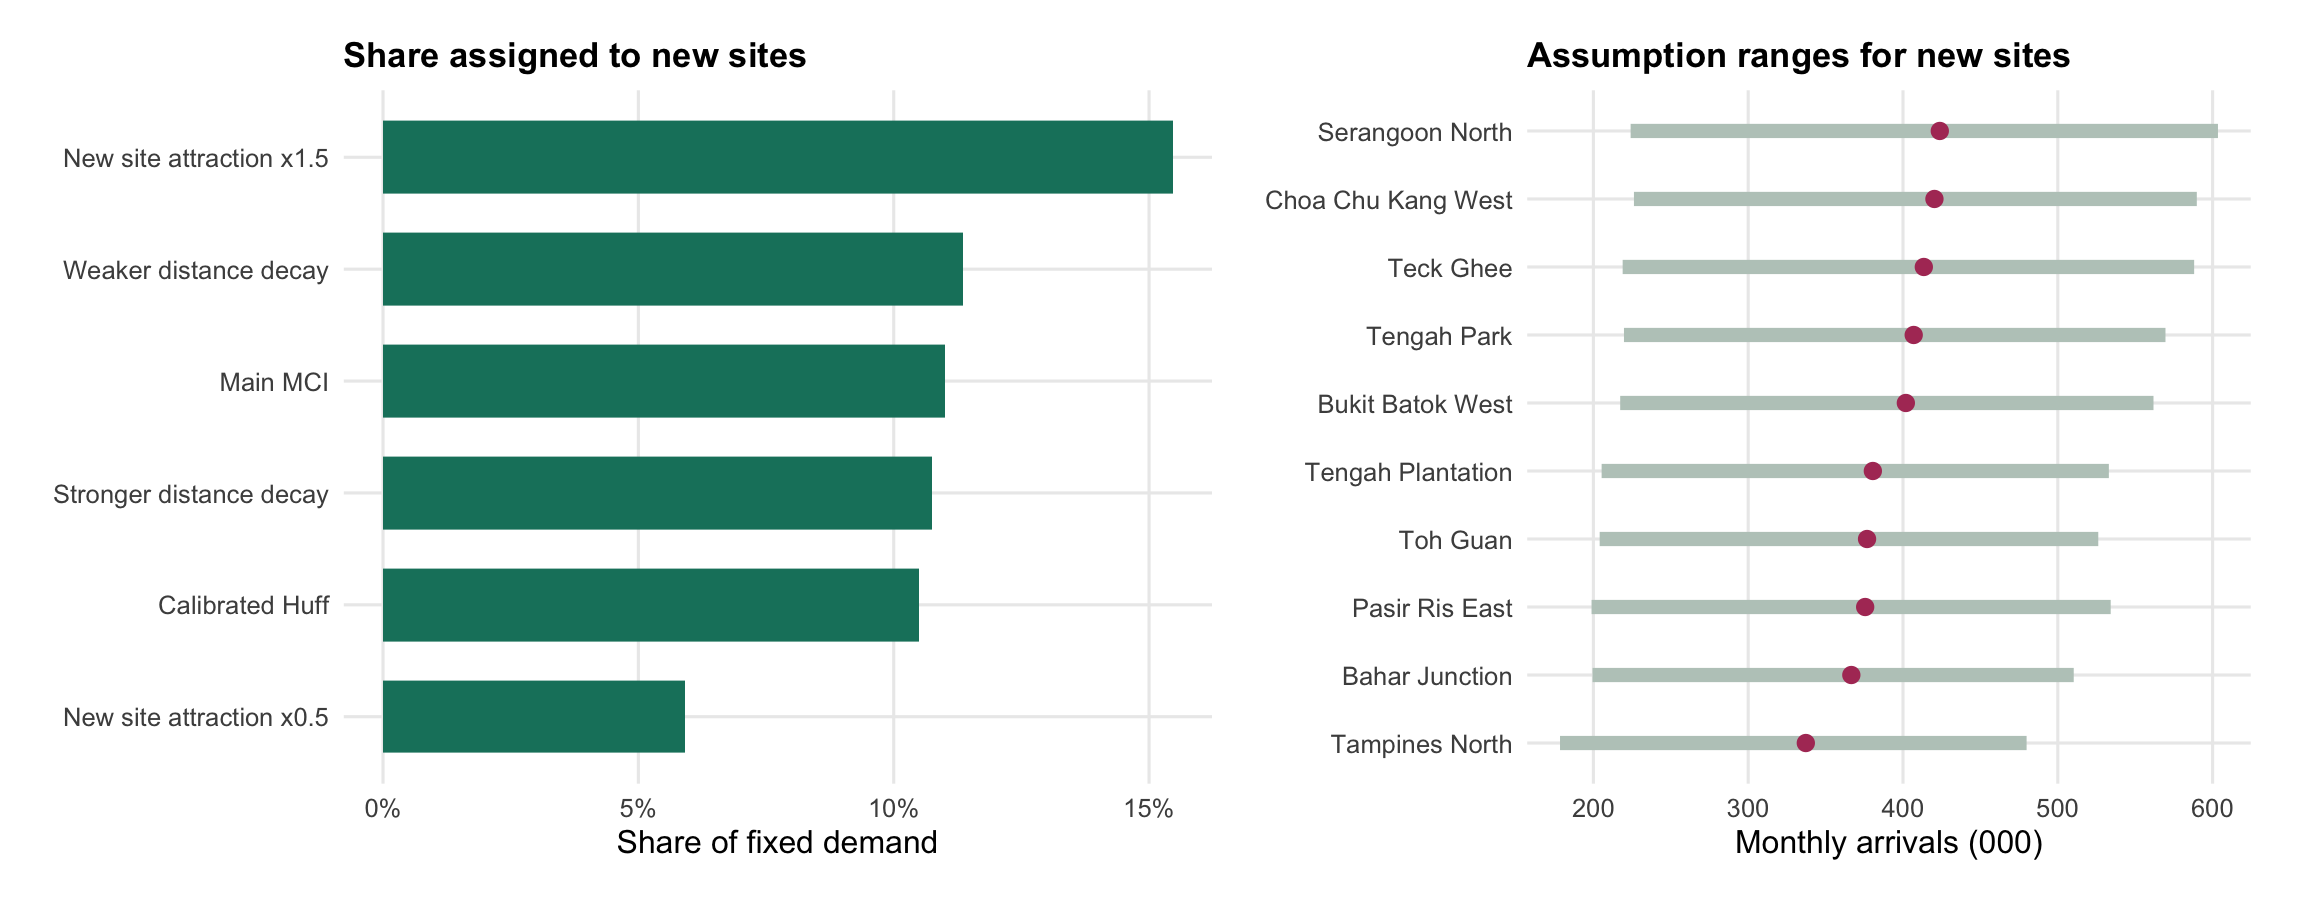 Share assigned to new sites
New site attraction x1.5
Weaker distance decay
Main MCI
Stronger distance decay
Calibrated Huff
New site attraction x0.5
0% 5% 10% 15%
Share of fixed demand
Assumption ranges for new sites
Serangoon North
Choa Chu Kang West
Teck Ghee
Tengah Park
Bukit Batok West
Tengah Plantation
Toh Guan
Pasir Ris East
Bahar Junction
Tampines North
200 300 400 500 600
Monthly arrivals (000)